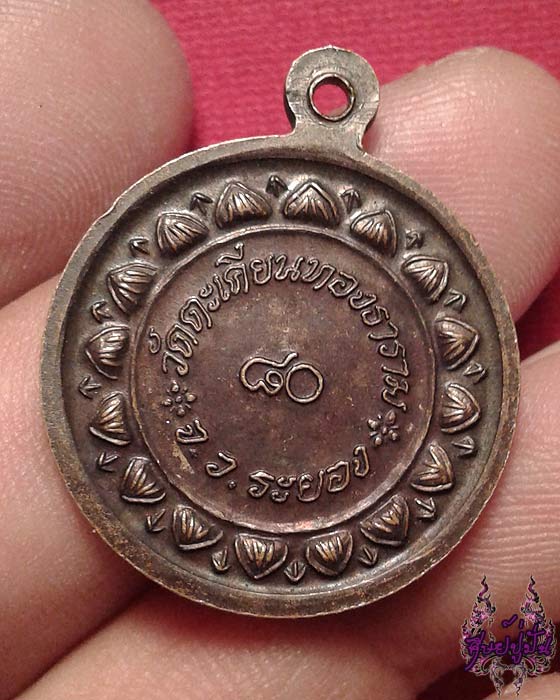 วัดตะเคียนทองธาราม
๘๐
จ. ว. ระยอง